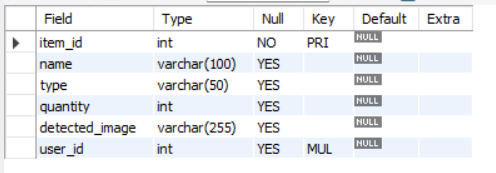 Field Type Null Key Default Extra
item_id int NO PRI NULL
name varchar(100) YES NULL
type varchar(50) YES NULL
quantity int YES NULL
detected_image varchar(255) YES NULL
user_id int YES MUL NULL